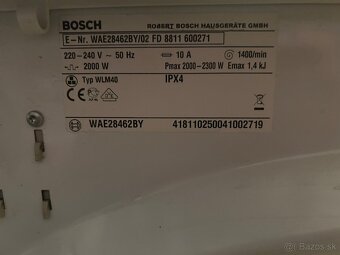 BOSCH
ROBERT BOSCH HAUSGERÄTE GMBH
E-Nr. WAE28462BY/02 FD 8811 600271
220-240 V ~ 50 Hz 10 A 1400/min
2000 W Pmax 2000-2300 W Emax 1,4 kJ
Typ WLM40 IPX4
WAE28462BY 418110250041002719
Bazos.sk